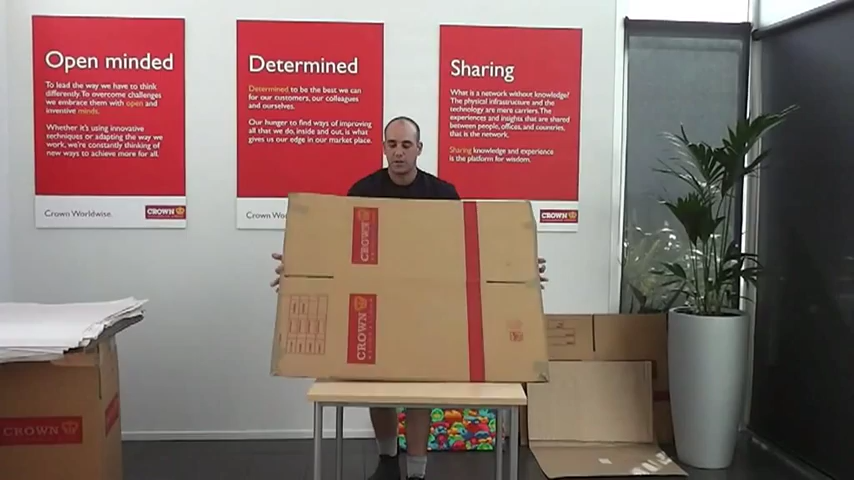 Open minded
To lead the way we have to think
differently. To overcome challenges
we embrace them with open and
inventive minds.
Whether it's using innovative
techniques or adapting the way we
work, we're constantly thinking of
new ways to achieve more for all.
Crown Worldwide.
CROWN
Determined
Determined to be the best we can
for our customers, our colleagues
and ourselves.
Our hunger to find ways of improving
all that we do, inside and out, is what
gives us our edge in our market place.
Crown Wo
Sharing
What is a network without knowledge?
The physical infrastructure and the
technology are mere carriers. The
experiences and insights that are shared
between people, offices, and countries,
that is the network.
Sharing knowledge and experience
is the platform for wisdom.
CROWN
CROWN
CROWN
CROWN